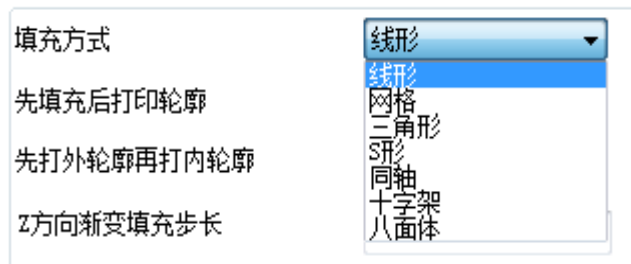 填充方式 线形
线形
网格
先填充后打印轮廓
三角形
S形
先打外轮廓再打内轮廓
同轴
十字架
Z方向渐变填充步长
八面体